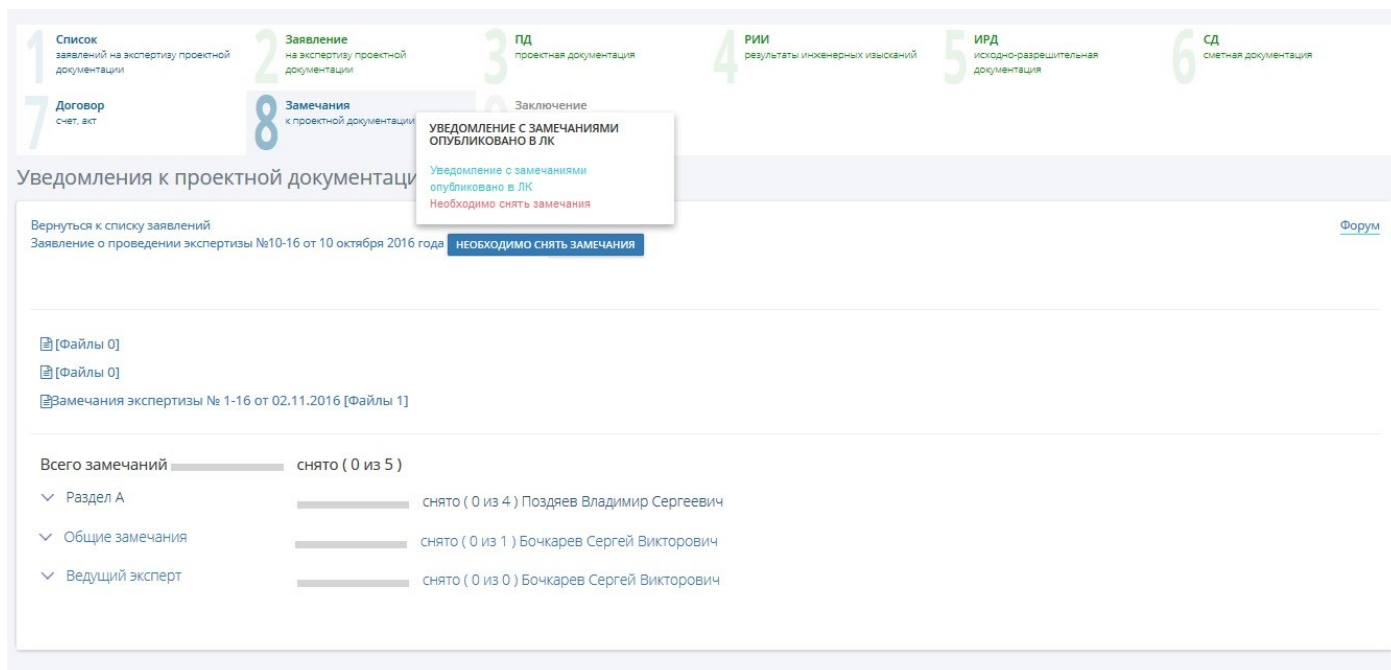 1 Список
заявлений на экспертизу проектной
документации
2 Заявление
на экспертизу проектной
документации
3 ПД
проектная документация
4 РИИ
результаты инженерных изысканий
5 ИРД
исходно-разрешительная
документация
6 СД
сметная документация
7 Договор
счет, акт
8 Замечания
к проектной документации
Заключение
УВЕДОМЛЕНИЕ С ЗАМЕЧАНИЯМИ
ОПУБЛИКОВАНО В ЛК
Уведомление с замечаниями
опубликовано в ЛК
Необходимо снять замечания
Уведомления к проектной
Вернуться к списку заявлений
Форум
Заявление о проведении экспертизы №10-16 от 10 октября 2016 года НЕОБХОДИМО СНЯТЬ ЗАМЕЧАНИЯ
[Файлы 0]
[Файлы 0]
Замечания экспертизы № 1-16 от 02.11.2016 [Файлы 1]
Всего замечаний снято ( 0 из 5 )
Раздел А снято ( 0 из 4 ) Поздяев Владимир Сергеевич
Общие замечания снято ( 0 из 1 ) Бочкарев Сергей Викторович
Ведущий эксперт снято ( 0 из 0 ) Бочкарев Сергей Викторович